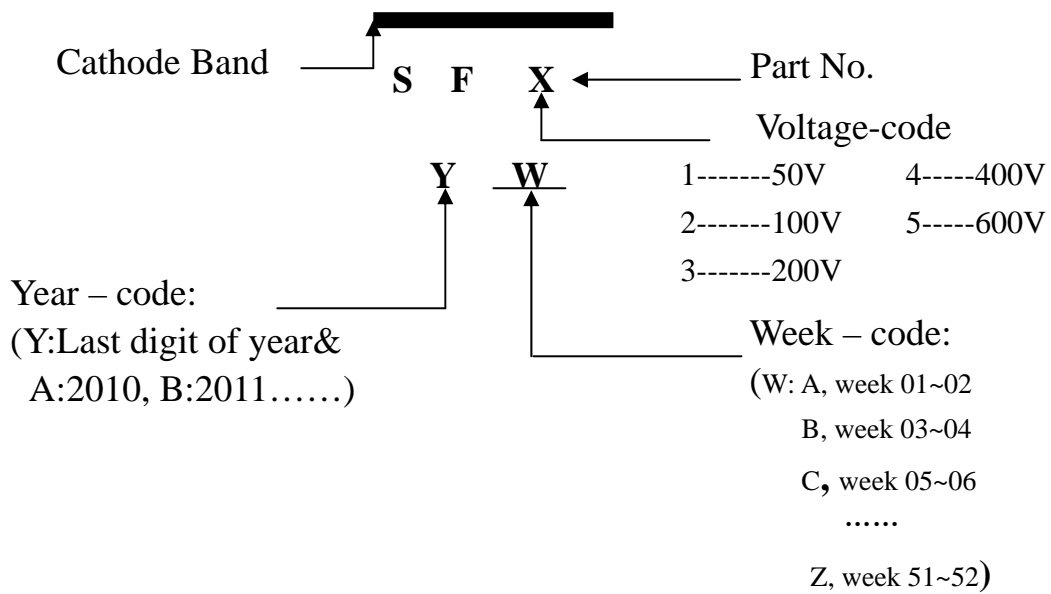 Cathode Band
S F X
Part No.
Voltage-code
Y W
1-------50V 4-----400V
2-------100V 5-----600V
3-------200V
Year – code:
(Y:Last digit of year&
A:2010, B:2011……)
Week – code:
(W: A, week 01~02
B, week 03~04
C, week 05~06
……
Z, week 51~52)